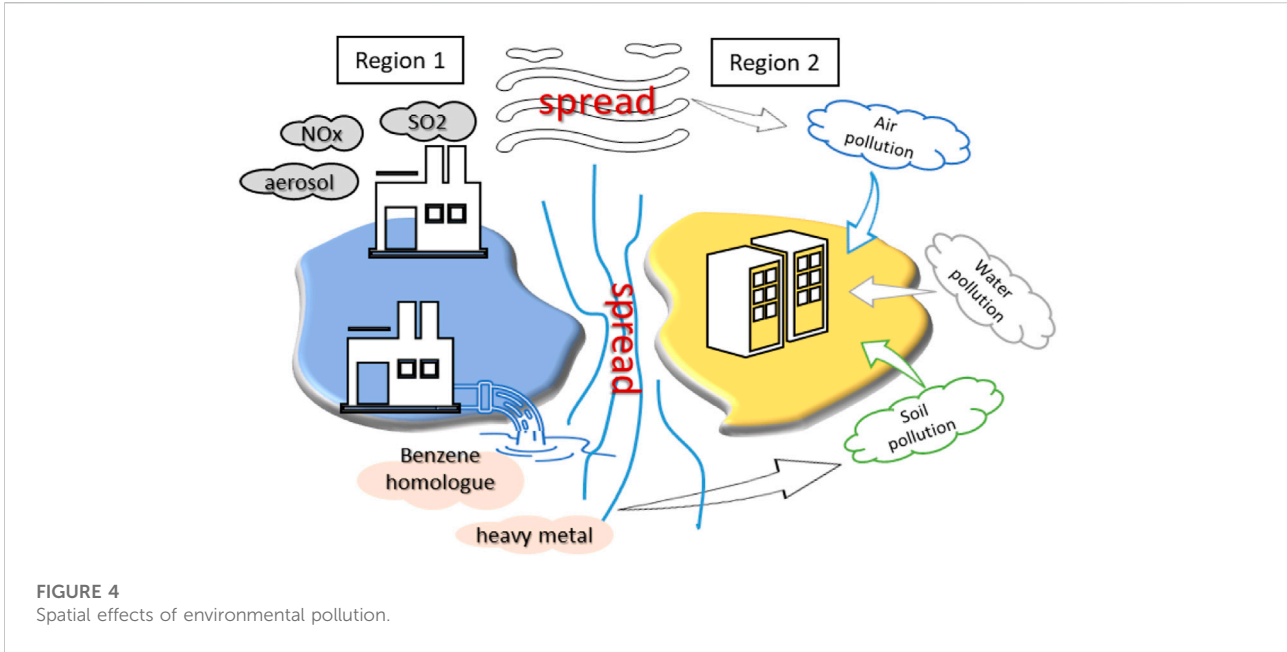 Region 1
Region 2
spread
SO2
NOx
aerosol
Air
pollution
Water
pollution
spread
Soil
pollution
Benzene
homologue
heavy metal
FIGURE 4
Spatial effects of environmental pollution.